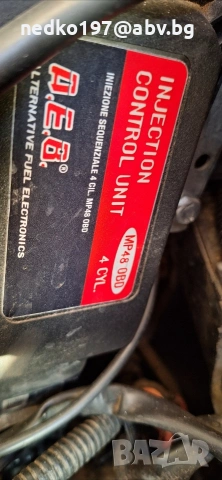 nedko197@abv.bg
A.E.B.®
ALTERNATIVE FUEL ELECTRONICS
INJECTION
CONTROL UNIT
INIEZIONE SEQUENZIALE 4 CIL. MP48 OBD
MP48 OBD
4 CYL.
bazar